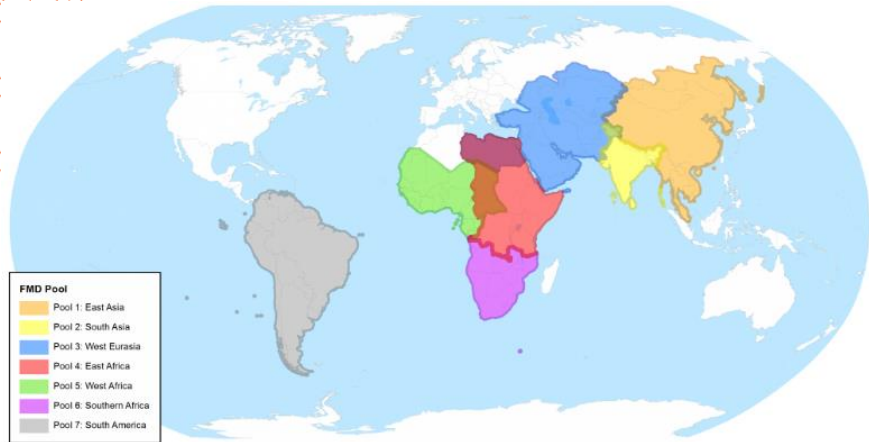 FMD Pool
Pool 1: East Asia
Pool 2: South Asia
Pool 3: West Eurasia
Pool 4: East Africa
Pool 5: West Africa
Pool 6: Southern Africa
Pool 7: South America